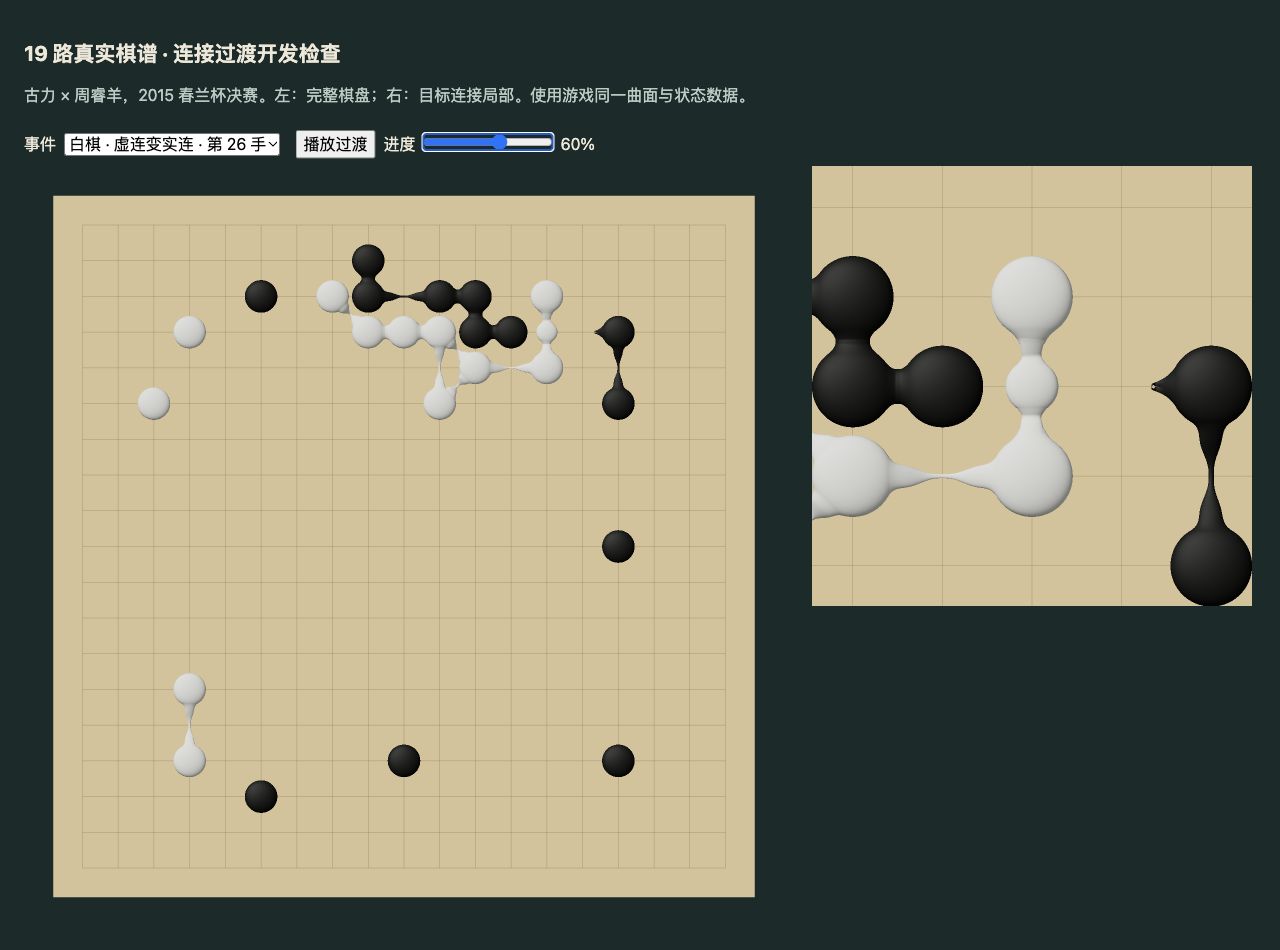 19 路真实棋谱 · 连接过渡开发检查
古力 × 周睿羊，2015 春兰杯决赛。左：完整棋盘；右：目标连接局部。使用游戏同一曲面与状态数据。
事件 白棋 · 虚连变实连 · 第 26 手 播放过渡 进度 60%